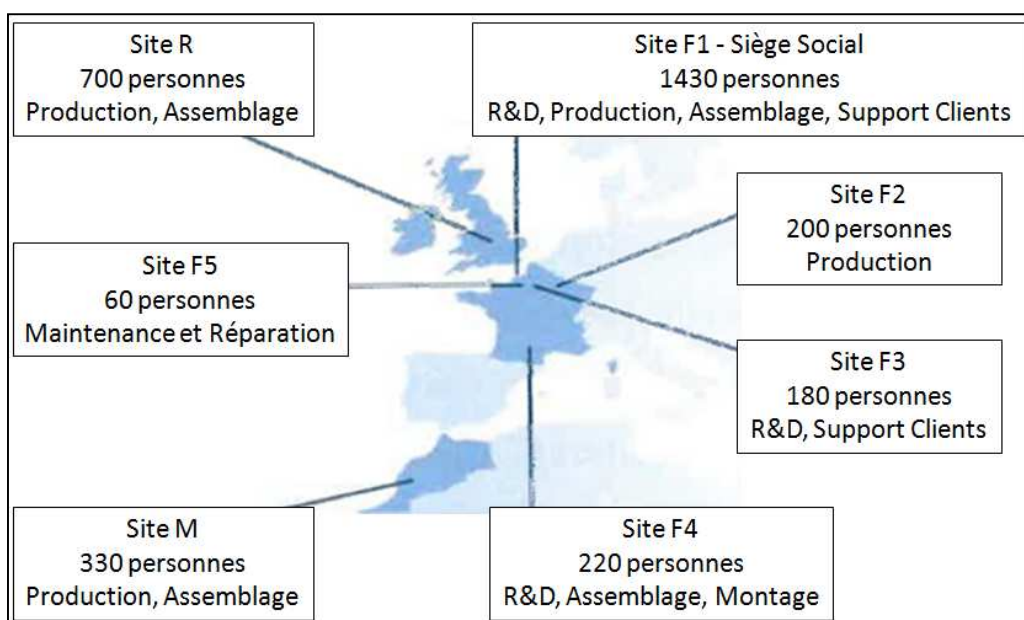 Site R
700 personnes
Production, Assemblage
Site F1 - Siège Social
1430 personnes
R&D, Production, Assemblage, Support Clients
Site F2
200 personnes
Production
Site F5
60 personnes
Maintenance et Réparation
Site F3
180 personnes
R&D, Support Clients
Site M
330 personnes
Production, Assemblage
Site F4
220 personnes
R&D, Assemblage, Montage